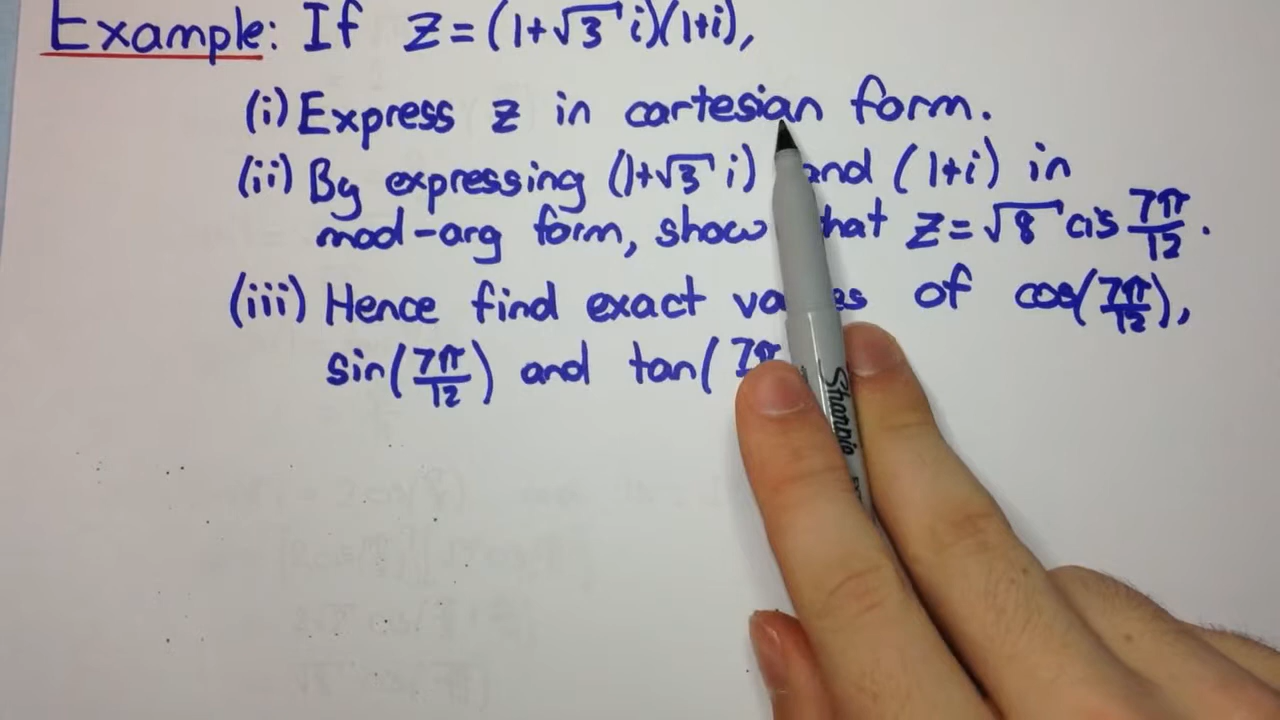 Example: If z = (1+√3 i)(1+i),
(i) Express z in cartesian form.
(ii) By expressing (1+√3 i) and (1+i) in
mod-arg form, show that z = √8 cis 7π/12.
(iii) Hence find exact values of cos(7π/12),
sin(7π/12) and tan(7π
Sharpie